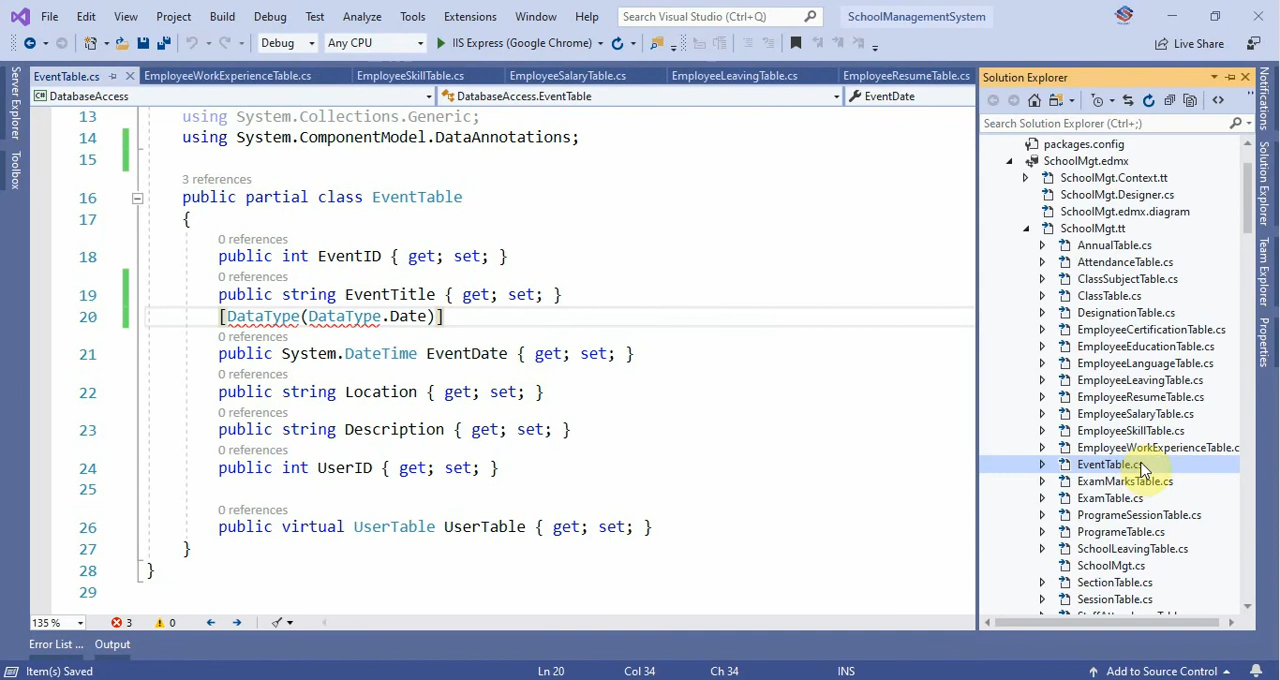 File Edit View Project Build Debug Test Analyze Tools Extensions Window Help Search Visual Studio (Ctrl+Q) SchoolManagementSystem
Debug Any CPU IIS Express (Google Chrome) Live Share
EventTable.cs EmployeeWorkExperienceTable.cs EmployeeSkillTable.cs EmployeeSalaryTable.cs EmployeeLeavingTable.cs EmployeeResumeTable.cs
DatabaseAccess DatabaseAccess.EventTable EventDate
Server Explorer
Toolbox
13 using System.Collections.Generic;
14 using System.ComponentModel.DataAnnotations;
15
3 references
16 public partial class EventTable
17 {
0 references
18 public int EventID { get; set; }
0 references
19 public string EventTitle { get; set; }
20 [DataType(DataType.Date)]
0 references
21 public System.DateTime EventDate { get; set; }
0 references
22 public string Location { get; set; }
0 references
23 public string Description { get; set; }
0 references
24 public int UserID { get; set; }
25
0 references
26 public virtual UserTable UserTable { get; set; }
27 }
28 }
29
135 % 3 0
Error List ... Output
Item(s) Saved Ln 20 Col 34 Ch 34 INS Add to Source Control
Solution Explorer
Search Solution Explorer (Ctrl+;)
packages.config
SchoolMgt.edmx
SchoolMgt.Context.tt
SchoolMgt.Designer.cs
SchoolMgt.edmx.diagram
SchoolMgt.tt
AnnualTable.cs
AttendanceTable.cs
ClassSubjectTable.cs
ClassTable.cs
DesignationTable.cs
EmployeeCertificationTable.cs
EmployeeEducationTable.cs
EmployeeLanguageTable.cs
EmployeeLeavingTable.cs
EmployeeResumeTable.cs
EmployeeSalaryTable.cs
EmployeeSkillTable.cs
EmployeeWorkExperienceTable.c
EventTable.cs
ExamMarksTable.cs
ExamTable.cs
ProgrameSessionTable.cs
ProgrameTable.cs
SchoolLeavingTable.cs
SchoolMgt.cs
SectionTable.cs
SessionTable.cs
Notifications
Solution Explorer
Team Explorer
Properties